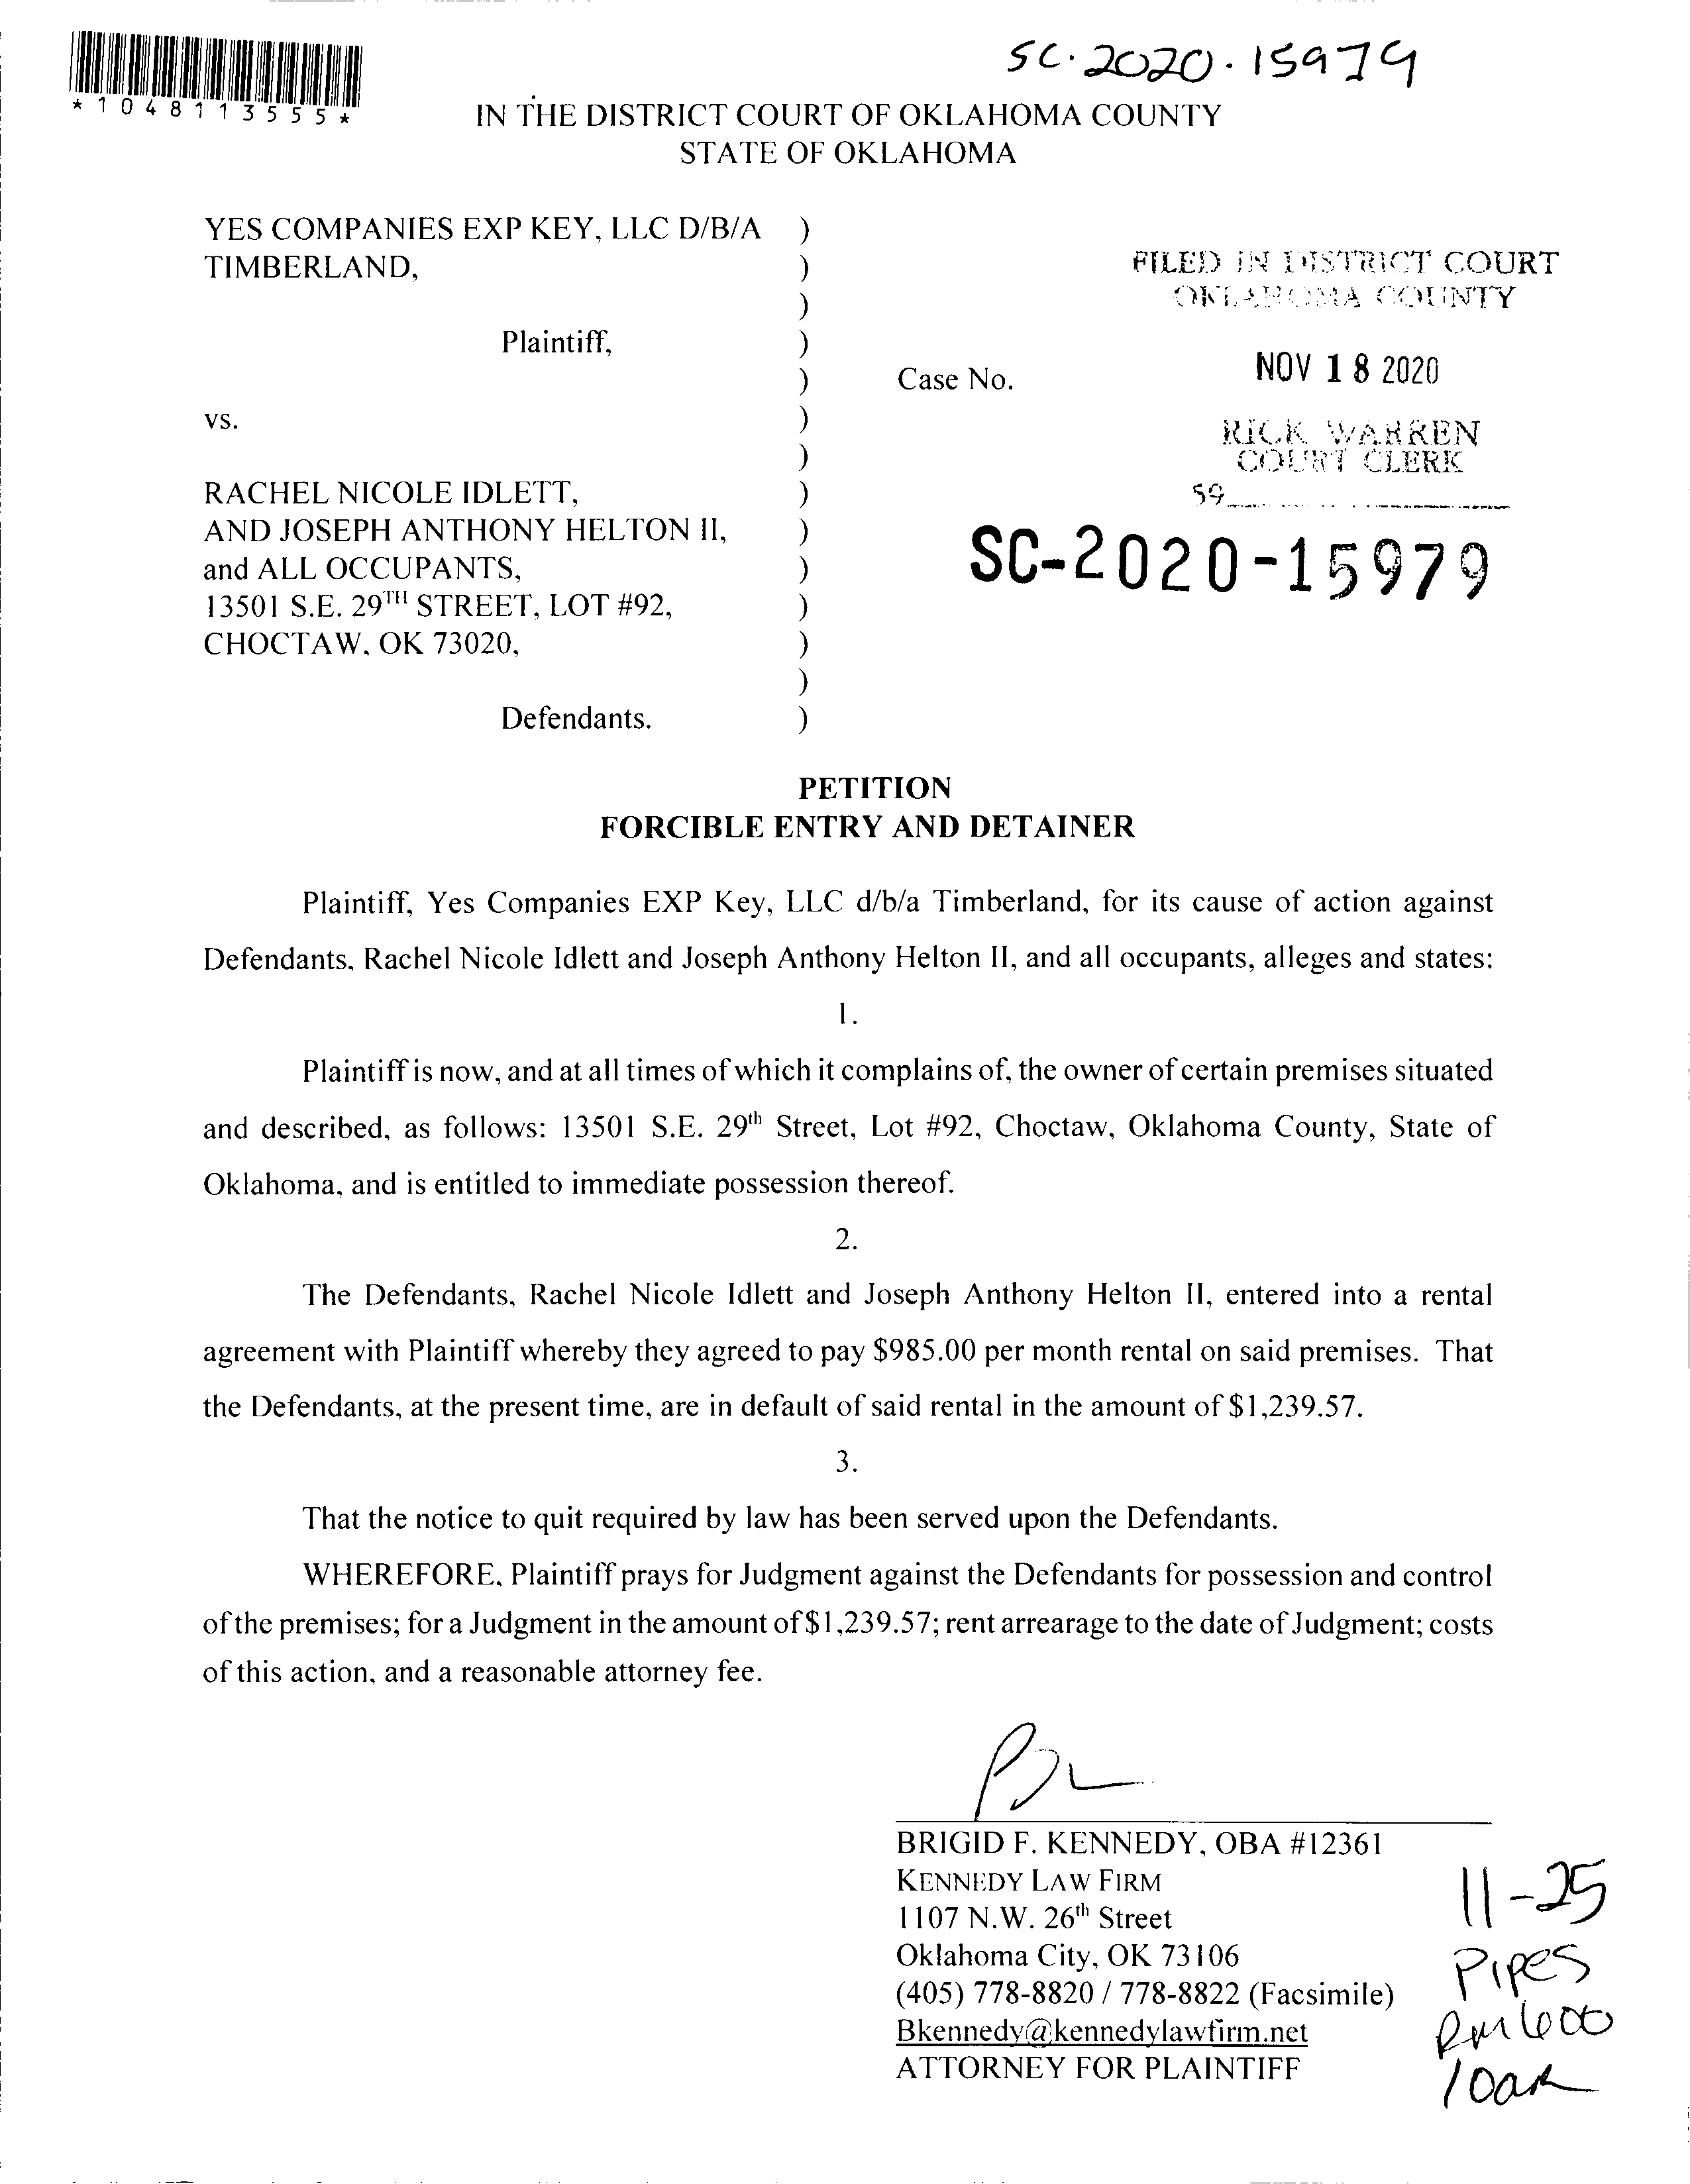 SC.2020.15979
*1048113555*
IN THE DISTRICT COURT OF OKLAHOMA COUNTY
STATE OF OKLAHOMA
YES COMPANIES EXP KEY, LLC D/B/A )
TIMBERLAND, )
)
Plaintiff, )
)
vs. )
)
RACHEL NICOLE IDLETT, )
AND JOSEPH ANTHONY HELTON II, )
and ALL OCCUPANTS, )
13501 S.E. 29TH STREET, LOT #92, )
CHOCTAW, OK 73020, )
)
Defendants. )
Case No.
FILED IN DISTRICT COURT
OKLAHOMA COUNTY
NOV 18 2020
RICK WARREN
COURT CLERK
59
SC-2020-15979
PETITION
FORCIBLE ENTRY AND DETAINER
Plaintiff, Yes Companies EXP Key, LLC d/b/a Timberland, for its cause of action against
Defendants, Rachel Nicole Idlett and Joseph Anthony Helton II, and all occupants, alleges and states:
1.
Plaintiff is now, and at all times of which it complains of, the owner of certain premises situated
and described, as follows: 13501 S.E. 29th Street, Lot #92, Choctaw, Oklahoma County, State of
Oklahoma, and is entitled to immediate possession thereof.
2.
The Defendants, Rachel Nicole Idlett and Joseph Anthony Helton II, entered into a rental
agreement with Plaintiff whereby they agreed to pay $985.00 per month rental on said premises. That
the Defendants, at the present time, are in default of said rental in the amount of $1,239.57.
3.
That the notice to quit required by law has been served upon the Defendants.
WHEREFORE, Plaintiff prays for Judgment against the Defendants for possession and control
of the premises; for a Judgment in the amount of $1,239.57; rent arrearage to the date of Judgment; costs
of this action, and a reasonable attorney fee.
BRIGID F. KENNEDY, OBA #12361
KENNEDY LAW FIRM
1107 N.W. 26th Street
Oklahoma City, OK 73106
(405) 778-8820 / 778-8822 (Facsimile)
Bkennedy@kennedylawfirm.net
ATTORNEY FOR PLAINTIFF
11-25
PIPES
Rm 600
10am